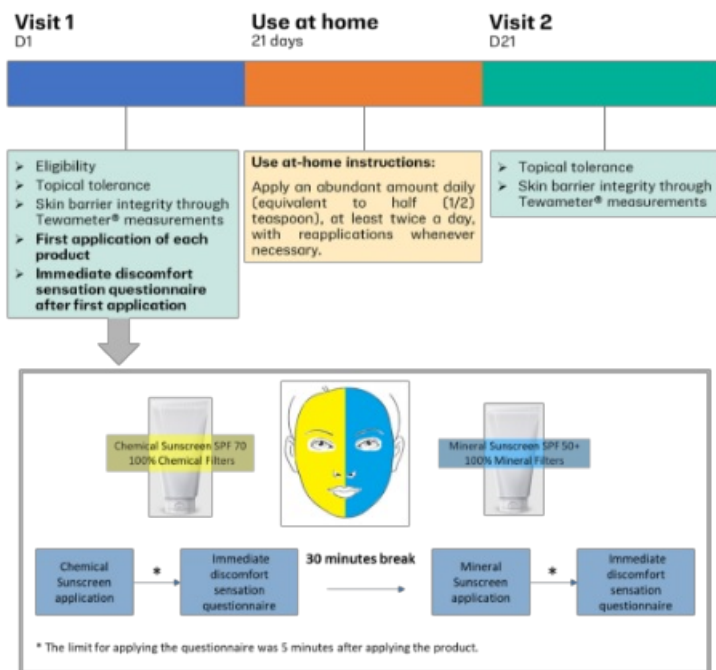 Visit 1
D1
Use at home
21 days
Visit 2
D21
➢ Eligibility
➢ Topical tolerance
➢ Skin barrier integrity through
Tewameter® measurements
➢ First application of each
product
➢ Immediate discomfort
sensation questionnaire
after first application
Use at-home instructions:
Apply an abundant amount daily
(equivalent to half (1/2)
teaspoon), at least twice a day,
with reapplications whenever
necessary.
➢ Topical tolerance
➢ Skin barrier integrity through
Tewameter® measurements
Chemical Sunscreen SPF 70
100% Chemical Filters
Mineral Sunscreen SPF 50+
100% Mineral Filters
Chemical
Sunscreen
application
*
Immediate
discomfort
sensation
questionnaire
30 minutes break
Mineral
Sunscreen
application
*
Immediate
discomfort
sensation
questionnaire
* The limit for applying the questionnaire was 5 minutes after applying the product.